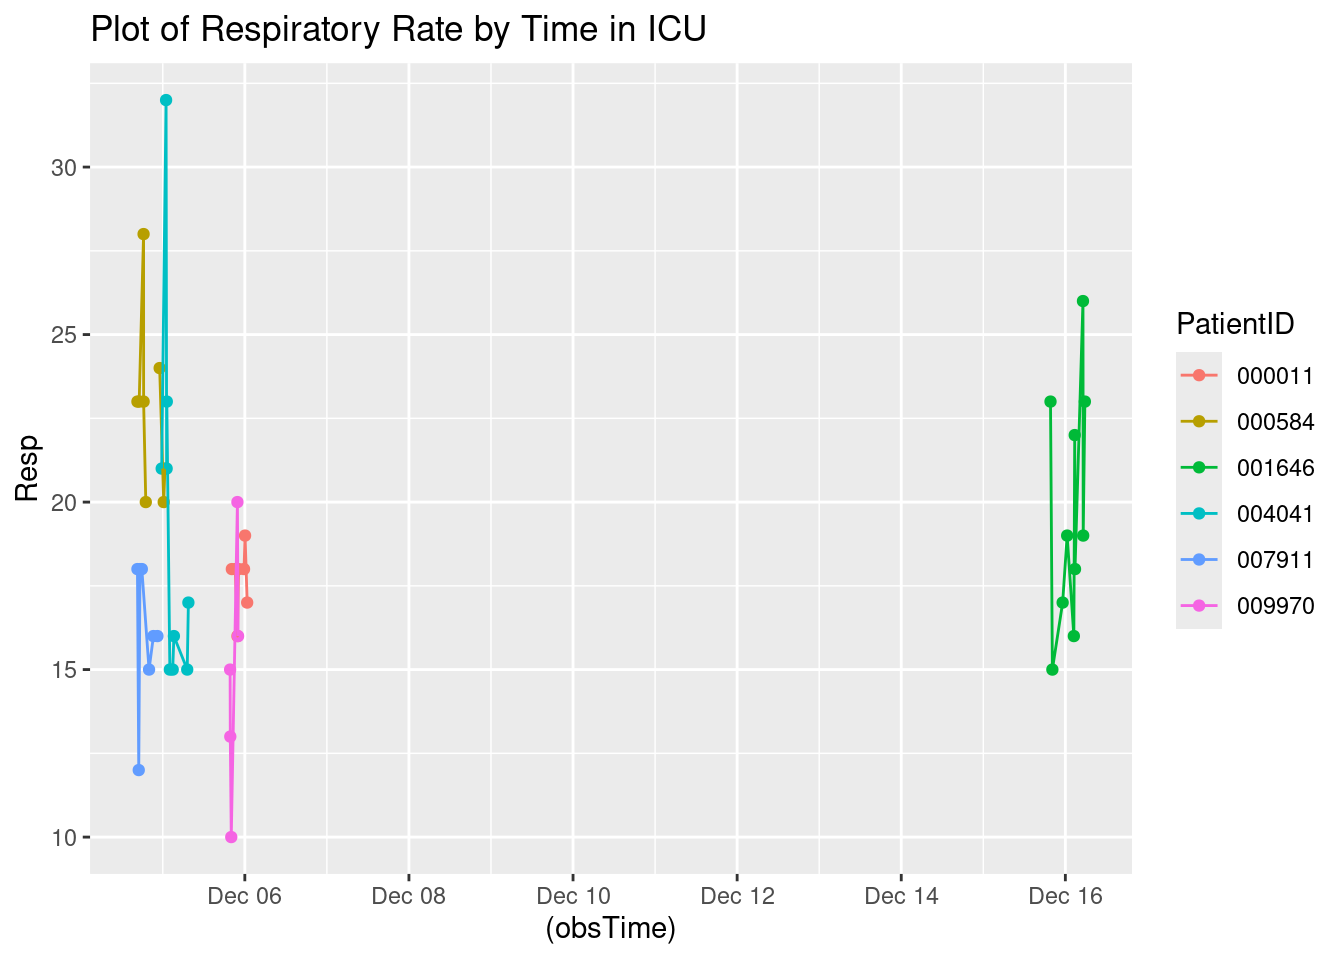 Plot of Respiratory Rate by Time in ICU
30
25
20
15
10
Resp
Dec 06
Dec 08
Dec 10
Dec 12
Dec 14
Dec 16
(obsTime)
PatientID
000011
000584
001646
004041
007911
009970